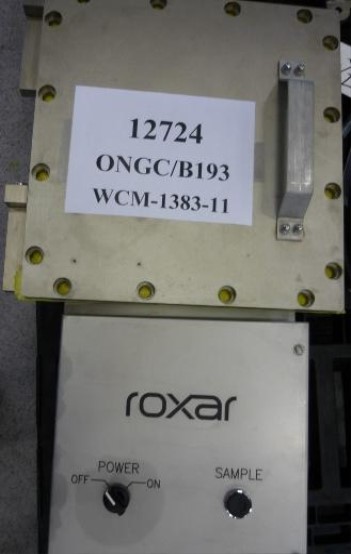 12724
ONGC/B193
WCM-1383-11
roxar
POWER
OFF ON
SAMPLE